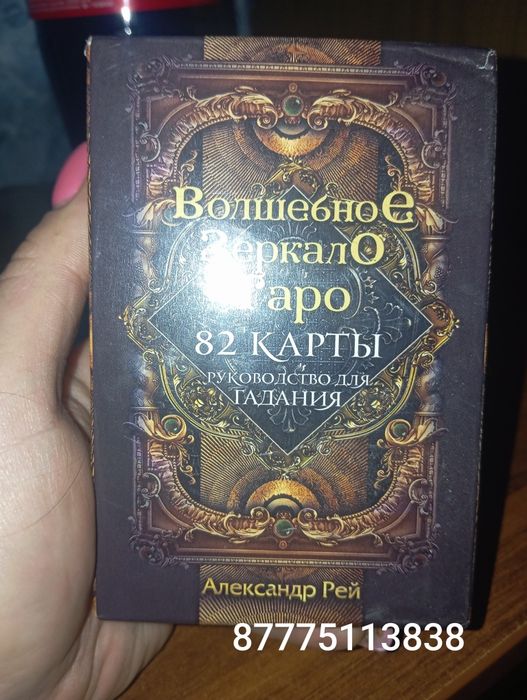 Волшебное
Зеркало
Таро
82 карты
и
руководство для
гадания
Александр Рей
87775113838